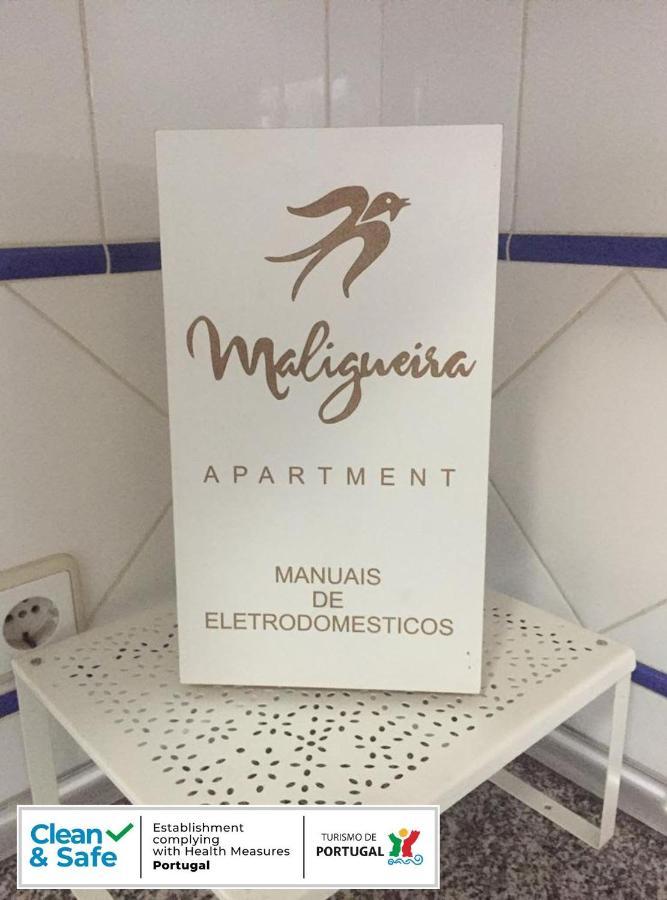 Maligueira
APARTMENT
MANUAIS
DE
ELETRODOMESTICOS
Clean
& Safe
Establishment
complying
with Health Measures
Portugal
TURISMO DE
PORTUGAL